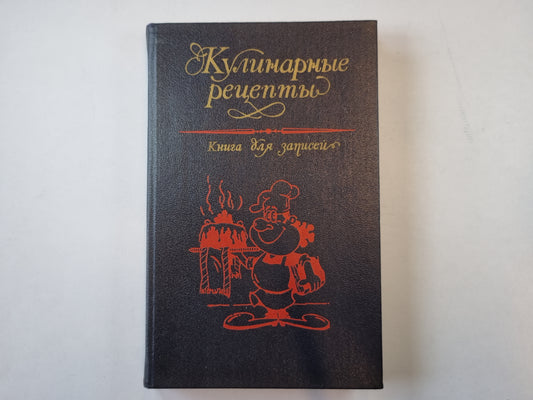 Кулинарные
рецепты
Книга для записей